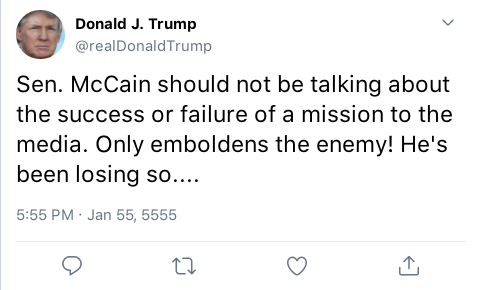 Donald J. Trump
@realDonaldTrump
Sen. McCain should not be talking about
the success or failure of a mission to the
media. Only emboldens the enemy! He's
been losing so....
5:55 PM · Jan 55, 5555